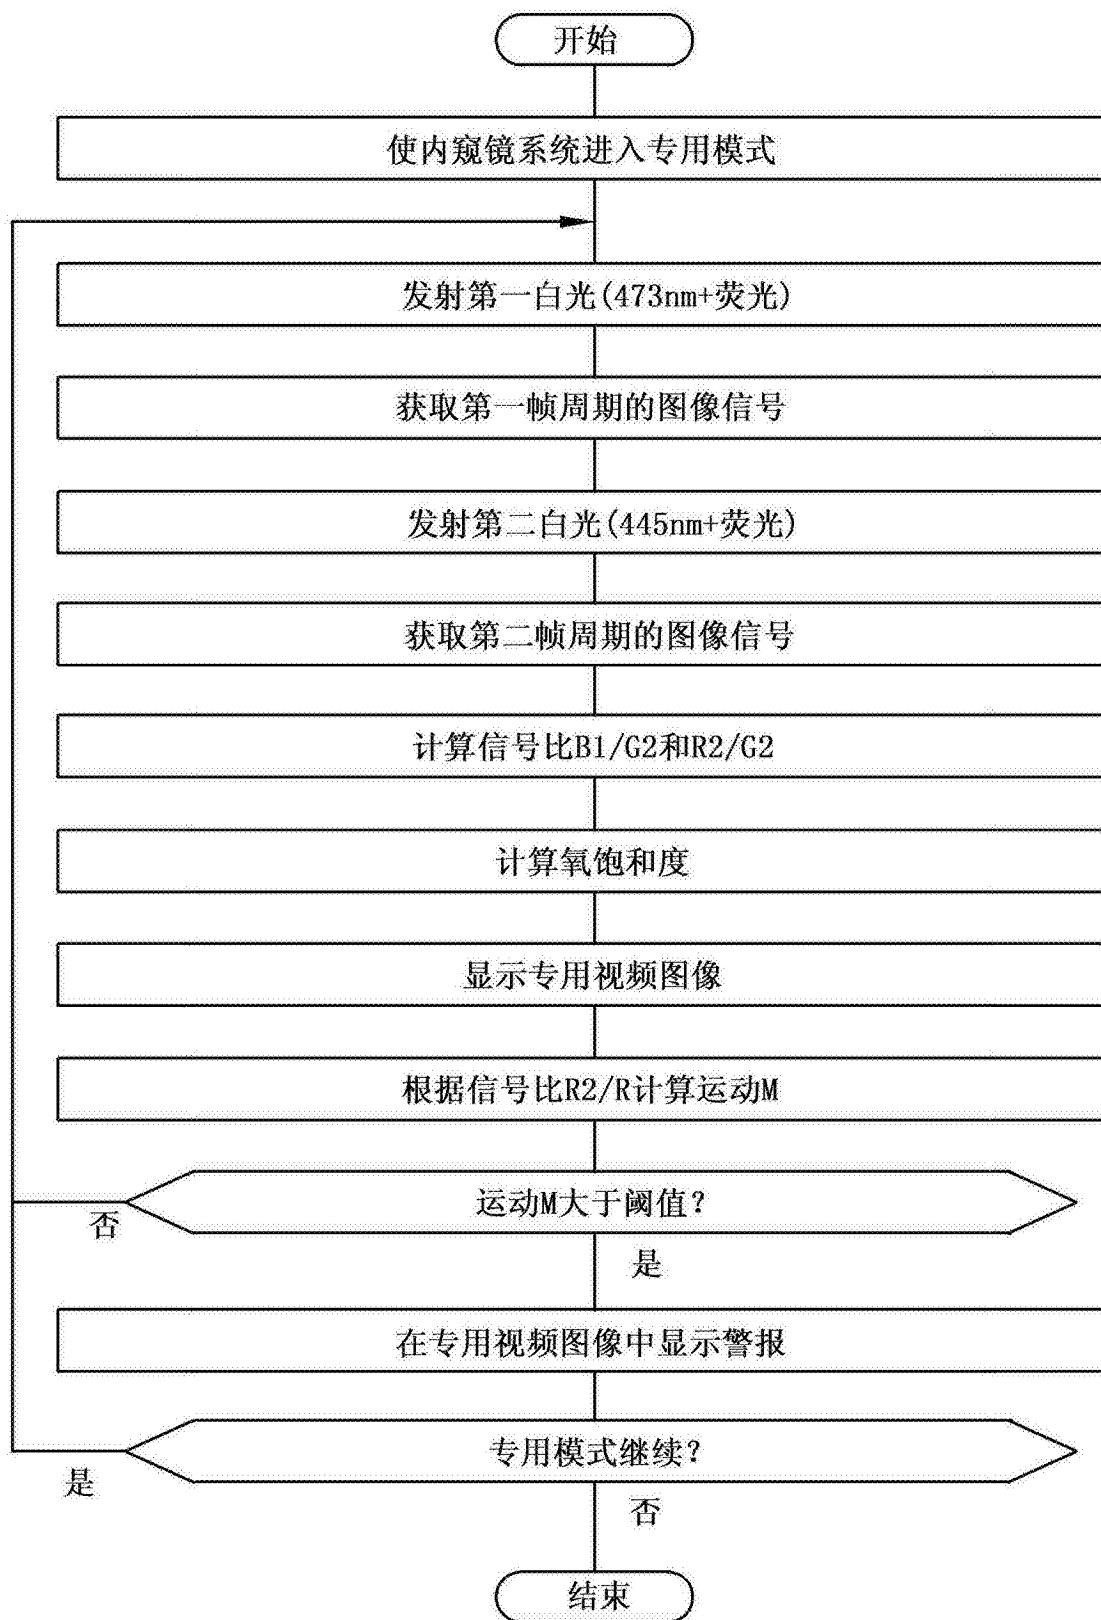 开始
使内窥镜系统进入专用模式
发射第一白光(473nm+荧光)
获取第一帧周期的图像信号
发射第二白光(445nm+荧光)
获取第二帧周期的图像信号
计算信号比B1/G2和R2/G2
计算氧饱和度
显示专用视频图像
根据信号比R2/R计算运动M
运动M大于阈值?
否
是
在专用视频图像中显示警报
专用模式继续?
是
否
结束